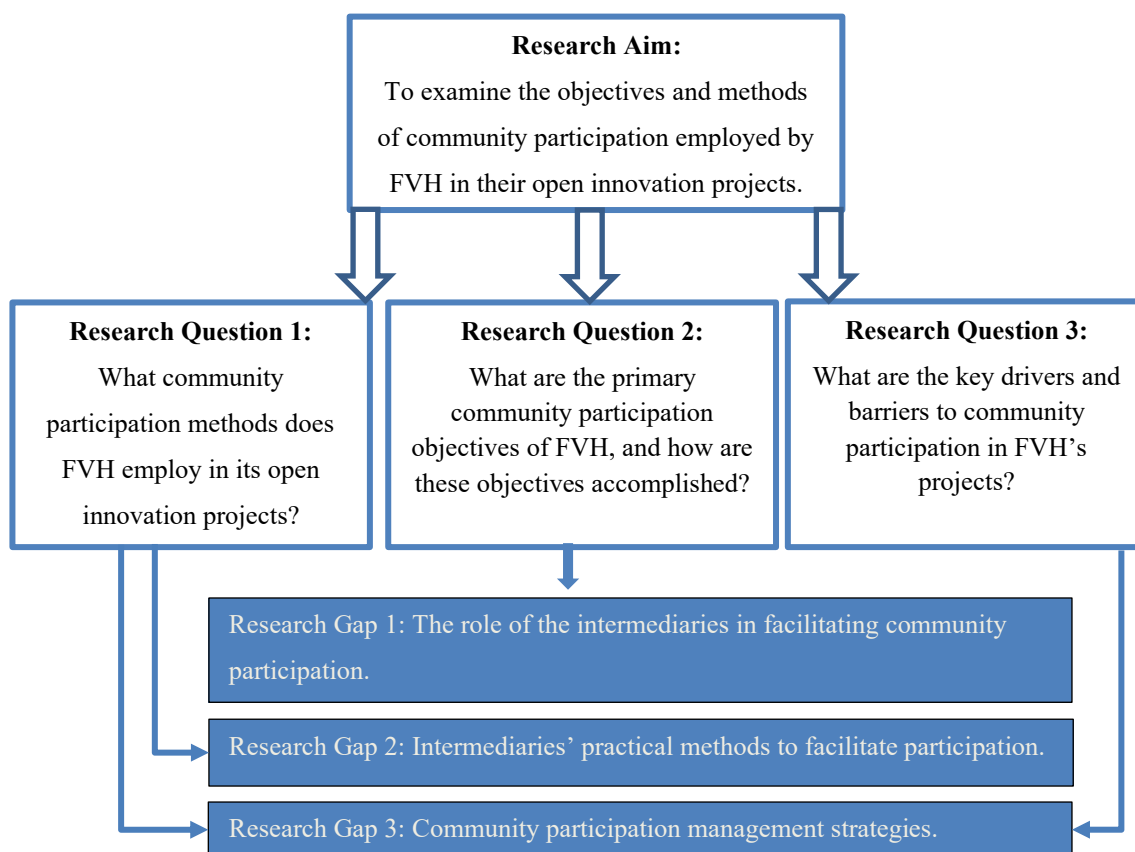 Research Aim:
To examine the objectives and methods
of community participation employed by
FVH in their open innovation projects.
Research Question 1:
What community
participation methods does
FVH employ in its open
innovation projects?
Research Question 2:
What are the primary
community participation
objectives of FVH, and how are
these objectives accomplished?
Research Question 3:
What are the key drivers and
barriers to community
participation in FVH’s
projects?
Research Gap 1: The role of the intermediaries in facilitating community
participation.
Research Gap 2: Intermediaries’ practical methods to facilitate participation.
Research Gap 3: Community participation management strategies.